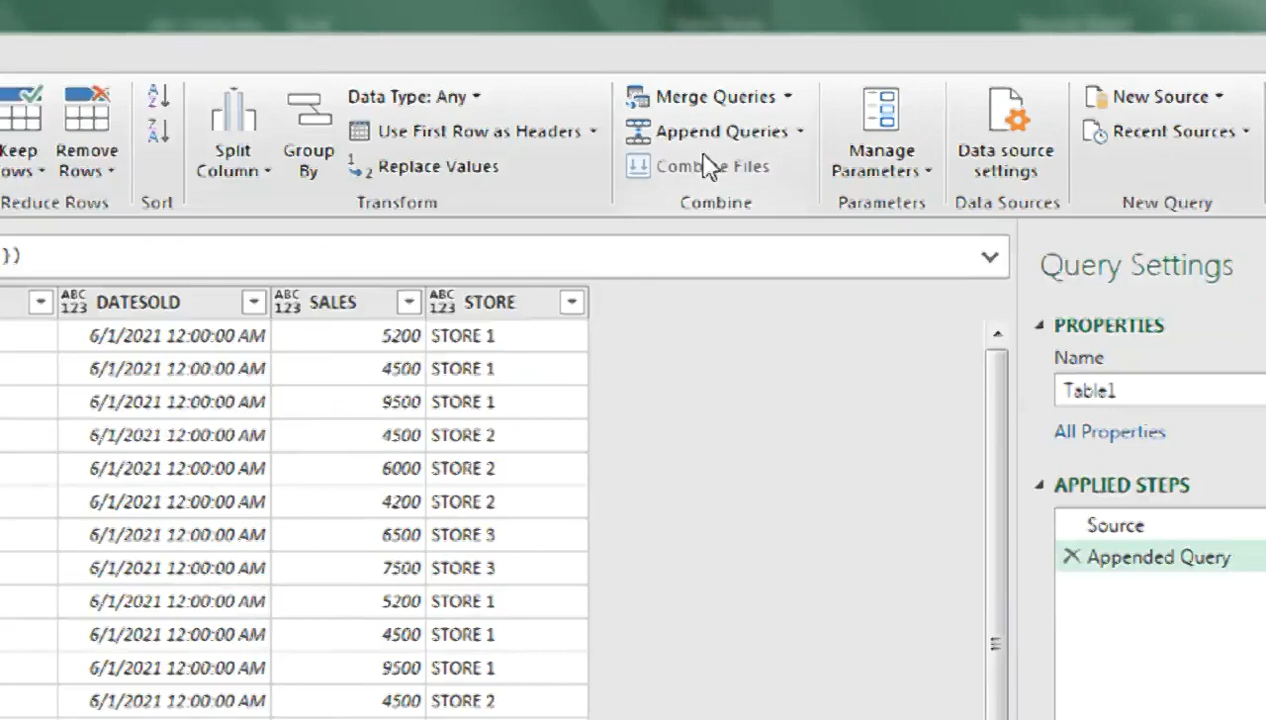 Keep Rows
Remove Rows
Reduce Rows
Sort
Split Column
Group By
Data Type: Any
Use First Row as Headers
1 2 Replace Values
Transform
Merge Queries
Append Queries
Combine Files
Combine
Manage Parameters
Parameters
Data source settings
Data Sources
New Source
Recent Sources
New Query
})
ABC 123 DATESOLD ABC 123 SALES ABC 123 STORE
6/1/2021 12:00:00 AM 5200 STORE 1
6/1/2021 12:00:00 AM 4500 STORE 1
6/1/2021 12:00:00 AM 9500 STORE 1
6/1/2021 12:00:00 AM 4500 STORE 2
6/1/2021 12:00:00 AM 6000 STORE 2
6/1/2021 12:00:00 AM 4200 STORE 2
6/1/2021 12:00:00 AM 6500 STORE 3
6/1/2021 12:00:00 AM 7500 STORE 3
6/1/2021 12:00:00 AM 5200 STORE 1
6/1/2021 12:00:00 AM 4500 STORE 1
6/1/2021 12:00:00 AM 9500 STORE 1
6/1/2021 12:00:00 AM 4500 STORE 2
Query Settings
PROPERTIES
Name
Table1
All Properties
APPLIED STEPS
Source
Appended Query